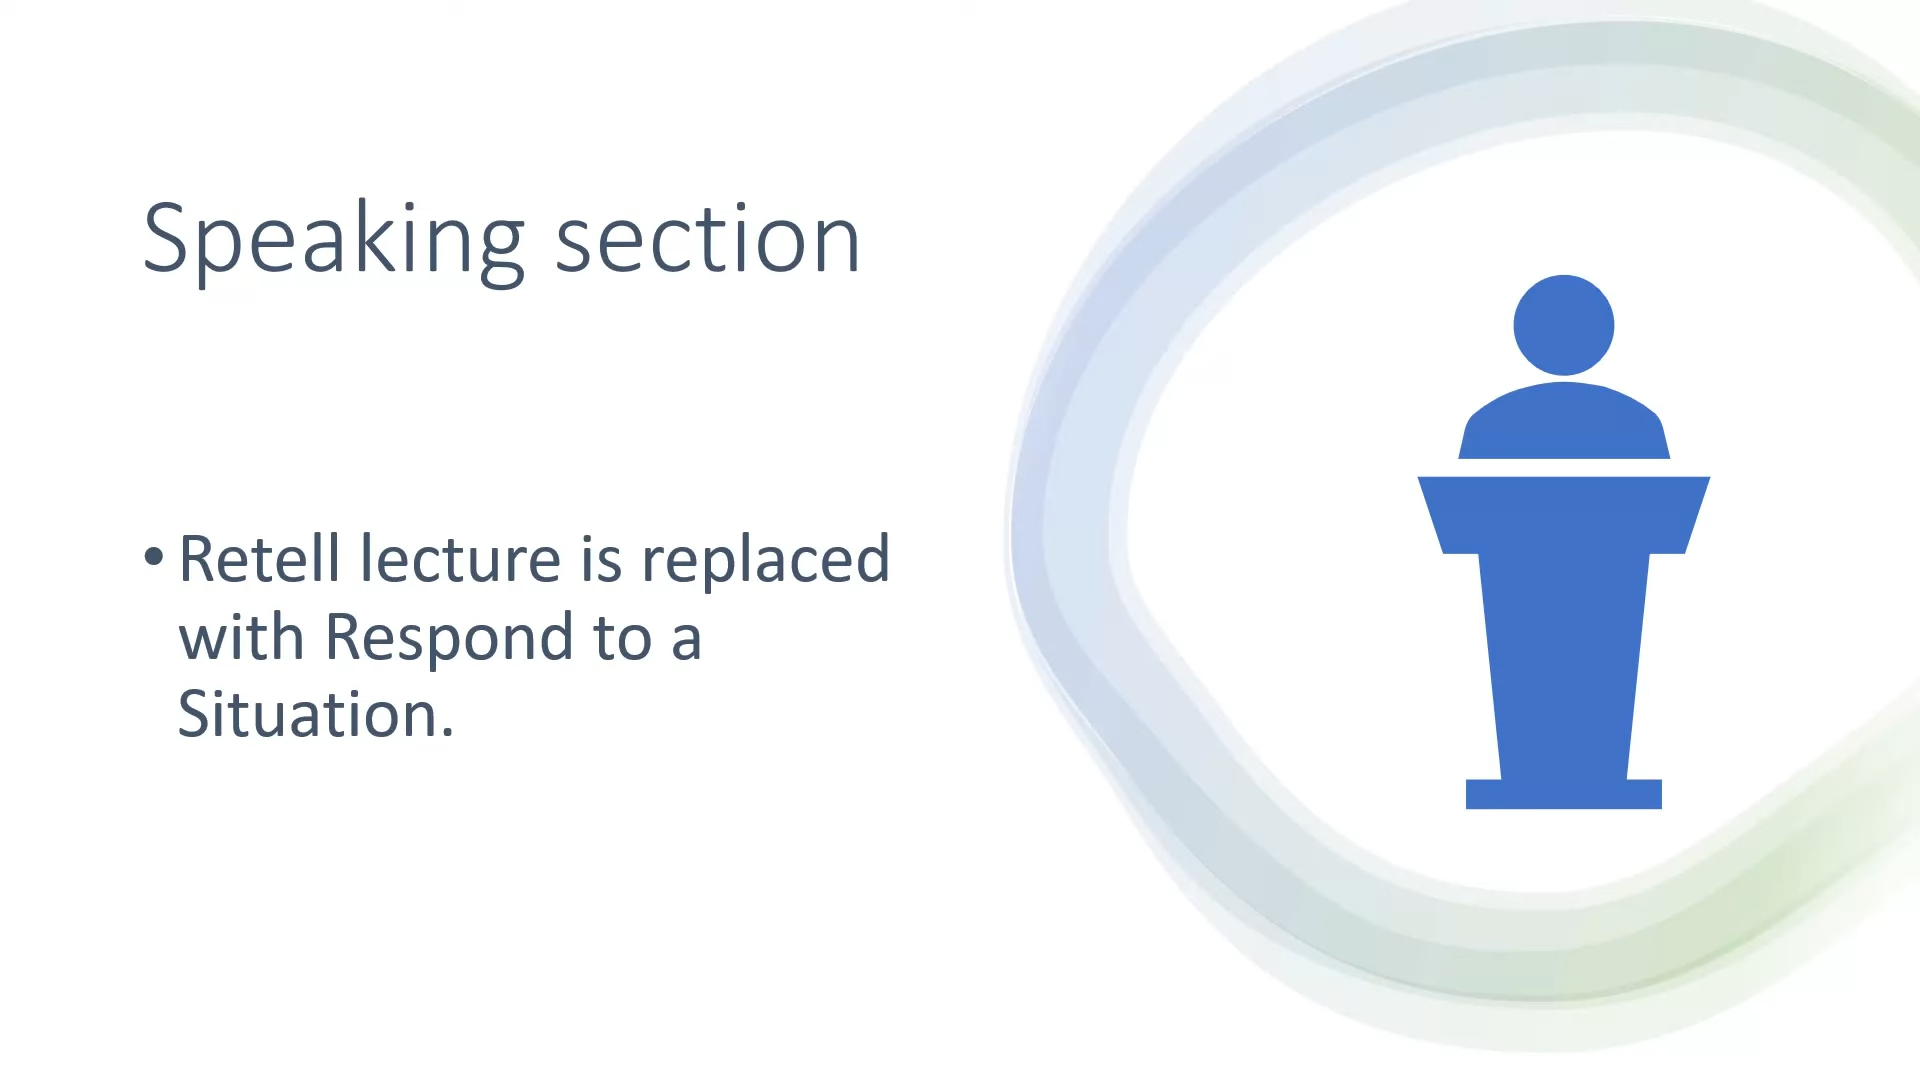 Speaking section
• Retell lecture is replaced
with Respond to a
Situation.